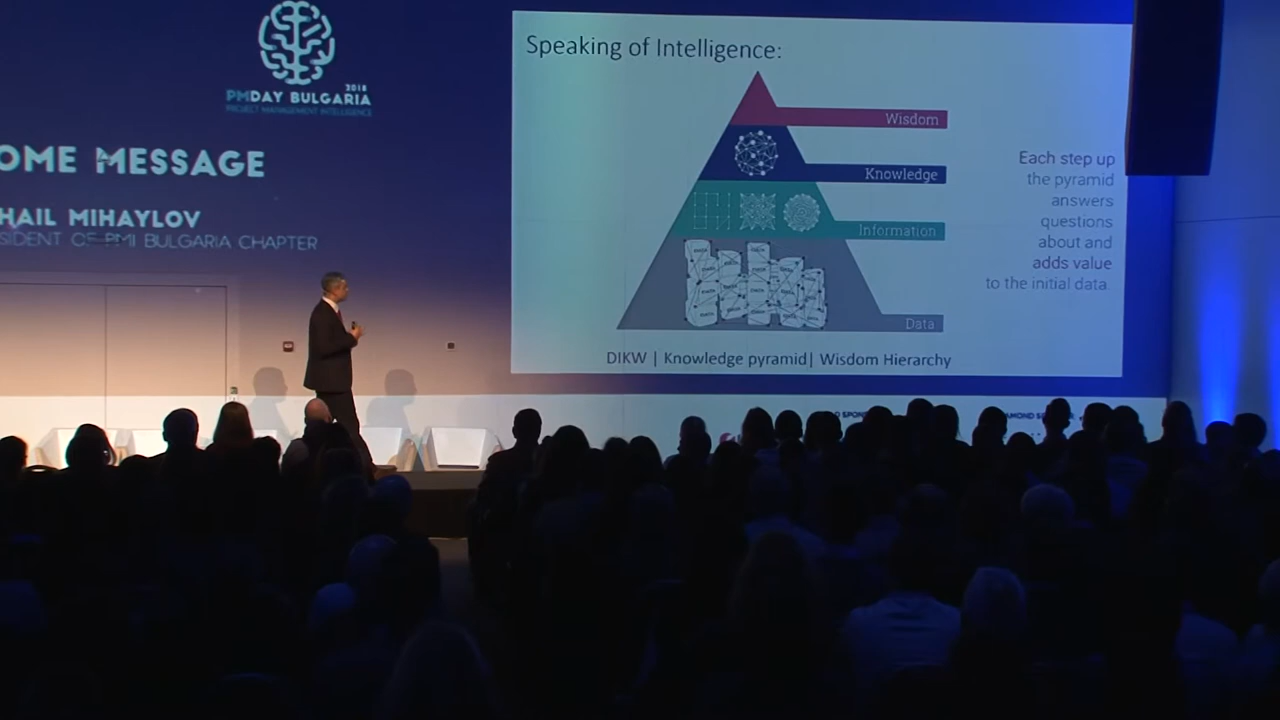 2018
PMDAY BULGARIA
PROJECT MANAGEMENT INTELLIGENCE
OME MESSAGE
HAIL MIHAYLOV
SIDENT OF PMI BULGARIA CHAPTER
Speaking of Intelligence:
Wisdom
Knowledge
Information
Data
Each step up
the pyramid
answers
questions
about and
adds value
to the initial data.
DIKW | Knowledge pyramid| Wisdom Hierarchy